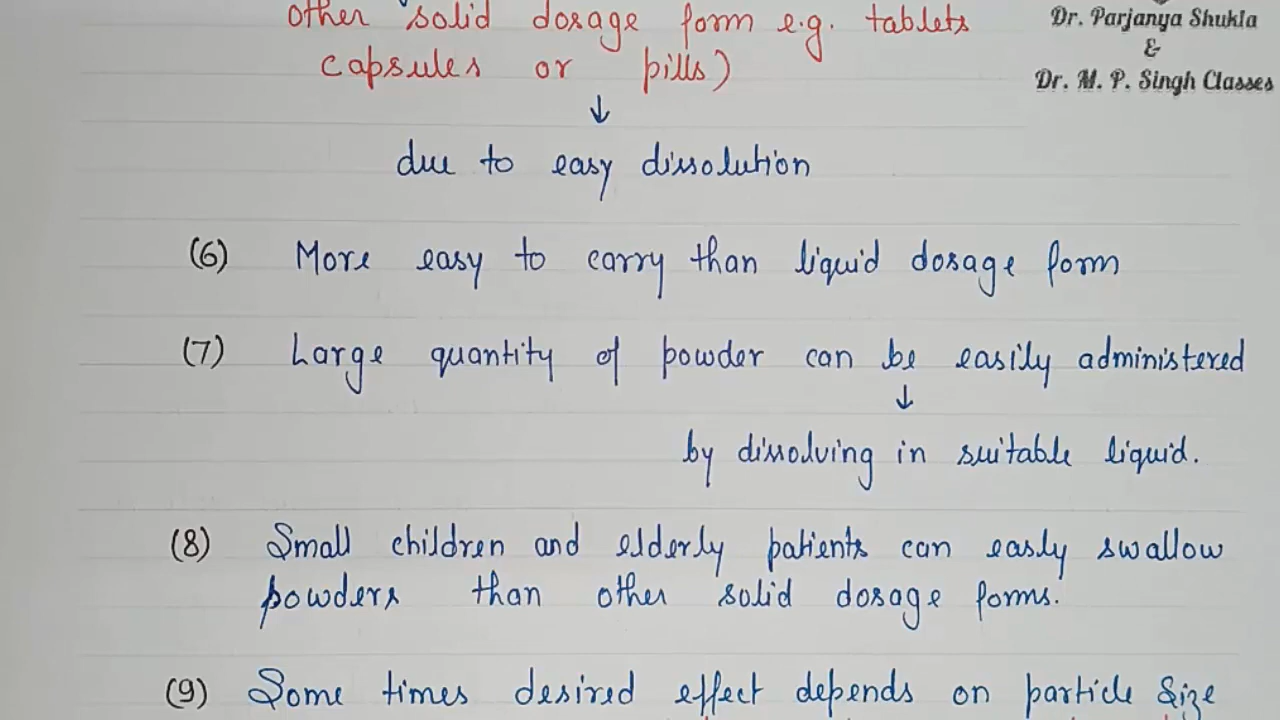 other solid dosage form e.g. tablets
capsules or pills)
↓
due to easy dissolution
(6) More easy to carry than liquid dosage form
(7) Large quantity of powder can be easily administered
↓
by dissolving in suitable liquid.
(8) Small children and elderly patients can easly swallow
powders than other solid dosage forms.
(9) Some times desired effect depends on particle size
Dr. Parjanya Shukla
&
Dr. M. P. Singh Classes